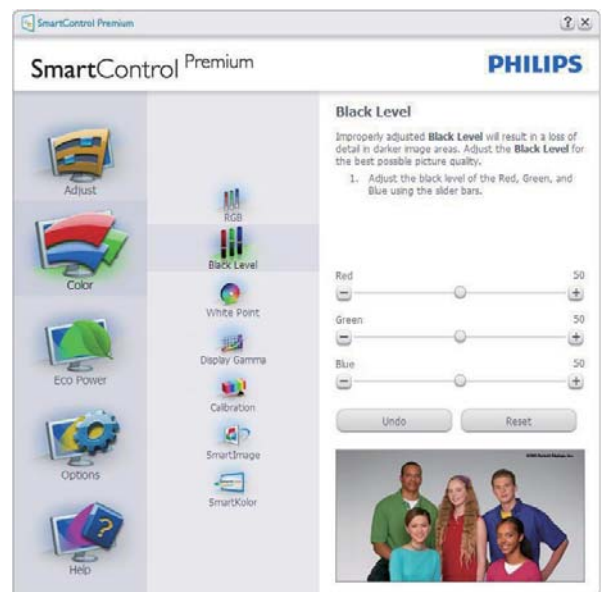 SmartControl Premium
? ×
SmartControl Premium
PHILIPS
Adjust
Color
Eco Power
Options
?
Help
RGB
Black Level
White Point
Display Gamma
Calibration
SmartImage
SmartKolor
Black Level
Improperly adjusted Black Level will result in a loss of
detail in darker image areas. Adjust the Black Level for
the best possible picture quality.
1. Adjust the black level of the Red, Green, and
Blue using the slider bars.
Red 50
− +
Green 50
− +
Blue 50
− +
Undo Reset